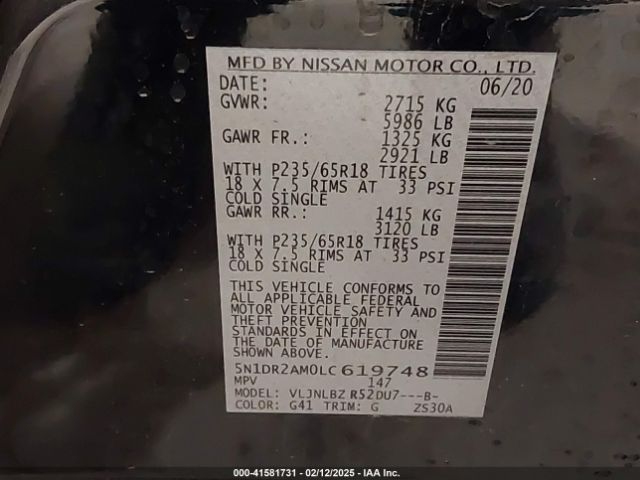 MFD BY NISSAN MOTOR CO., LTD.
DATE: 06/20
GVWR: 2715 KG
5986 LB
GAWR FR.: 1325 KG
2921 LB
WITH P235/65R18 TIRES
18 X 7.5 RIMS AT 33 PSI
COLD SINGLE
GAWR RR.: 1415 KG
3120 LB
WITH P235/65R18 TIRES
18 X 7.5 RIMS AT 33 PSI
COLD SINGLE
THIS VEHICLE CONFORMS TO
ALL APPLICABLE FEDERAL
MOTOR VEHICLE SAFETY AND
THEFT PREVENTION
STANDARDS IN EFFECT ON
THE DATE OF MANUFACTURE
SHOWN ABOVE.
5N1DR2AM0LC619748
MPV 147
MODEL: VLJNLBZ R52DU7---B-
COLOR: G41 TRIM: G ZS30A
000-41581731 - 02/12/2025 - IAA Inc.